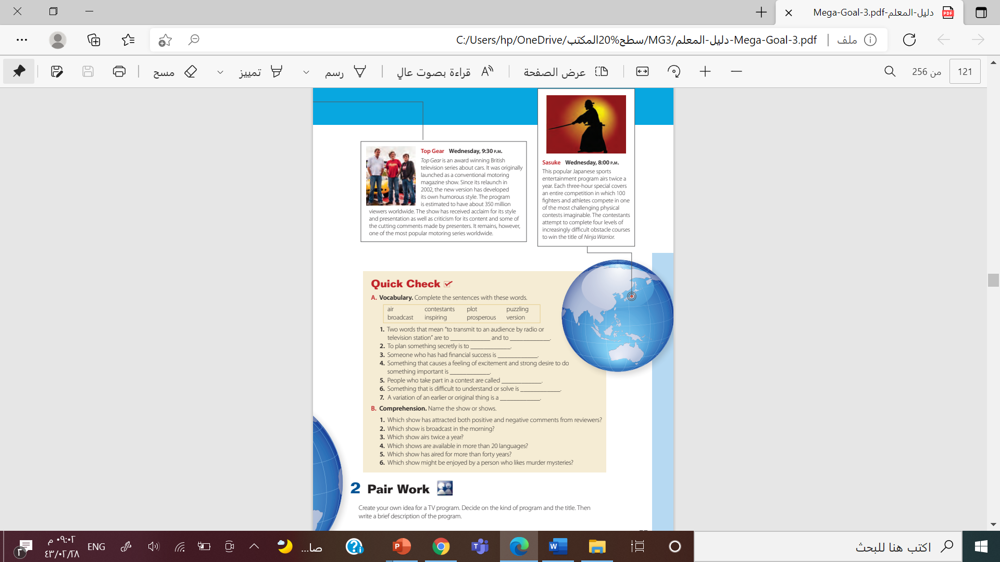 دليل-المعلم-Mega-Goal-3.pdf
ملف
C:/Users/hp/OneDrive/سطح%20المكتب/MG3/دليل-المعلم-Mega-Goal-3.pdf
121
من 256
عرض الصفحة
قراءة بصوت عالٍ
رسم
تمييز
مسح
Top Gear Wednesday, 9:30 P.M.
Top Gear is an award winning British
television series about cars. It was originally
launched as a conventional motoring
magazine show. Since its relaunch in
2002, the new version has developed
its own humorous style. The program
is estimated to have about 350 million
viewers worldwide. The show has received acclaim for its style
and presentation as well as criticism for its content and some of
the cutting comments made by presenters. It remains, however,
one of the most popular motoring series worldwide.
Sasuke Wednesday, 8:00 P.M.
This popular Japanese sports
entertainment program airs twice a
year. Each three-hour special covers
an entire competition in which 100
fighters and athletes compete in one
of the most challenging physical
contests imaginable. The contestants
attempt to complete four levels of
increasingly difficult obstacle courses
to win the title of Ninja Warrior.
Quick Check
A. Vocabulary. Complete the sentences with these words.
air contestants plot puzzling
broadcast inspiring prosperous version
1. Two words that mean “to transmit to an audience by radio or
television station” are to ____________ and to ____________.
2. To plan something secretly is to ____________.
3. Someone who has had financial success is ____________.
4. Something that causes a feeling of excitement and strong desire to do
something important is ____________.
5. People who take part in a contest are called ____________.
6. Something that is difficult to understand or solve is ____________.
7. A variation of an earlier or original thing is a ____________.
B. Comprehension. Name the show or shows.
1. Which show has attracted both positive and negative comments from reviewers?
2. Which show is broadcast in the morning?
3. Which show airs twice a year?
4. Which shows are available in more than 20 languages?
5. Which show has aired for more than forty years?
6. Which show might be enjoyed by a person who likes murder mysteries?
2 Pair Work
Create your own idea for a TV program. Decide on the kind of program and the title. Then
write a brief description of the program.
اكتب هنا للبحث
صا...
ENG
٠٩:٠٢ م
٤٣/٠٢/٢٨
٣